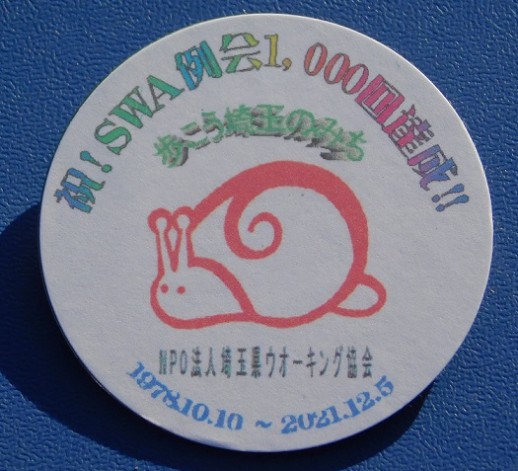 祝！SWA例会1,000回達成!!
歩こう埼玉のみち
NPO法人埼玉県ウオーキング協会
1978.10.10 ~ 2021.12.5